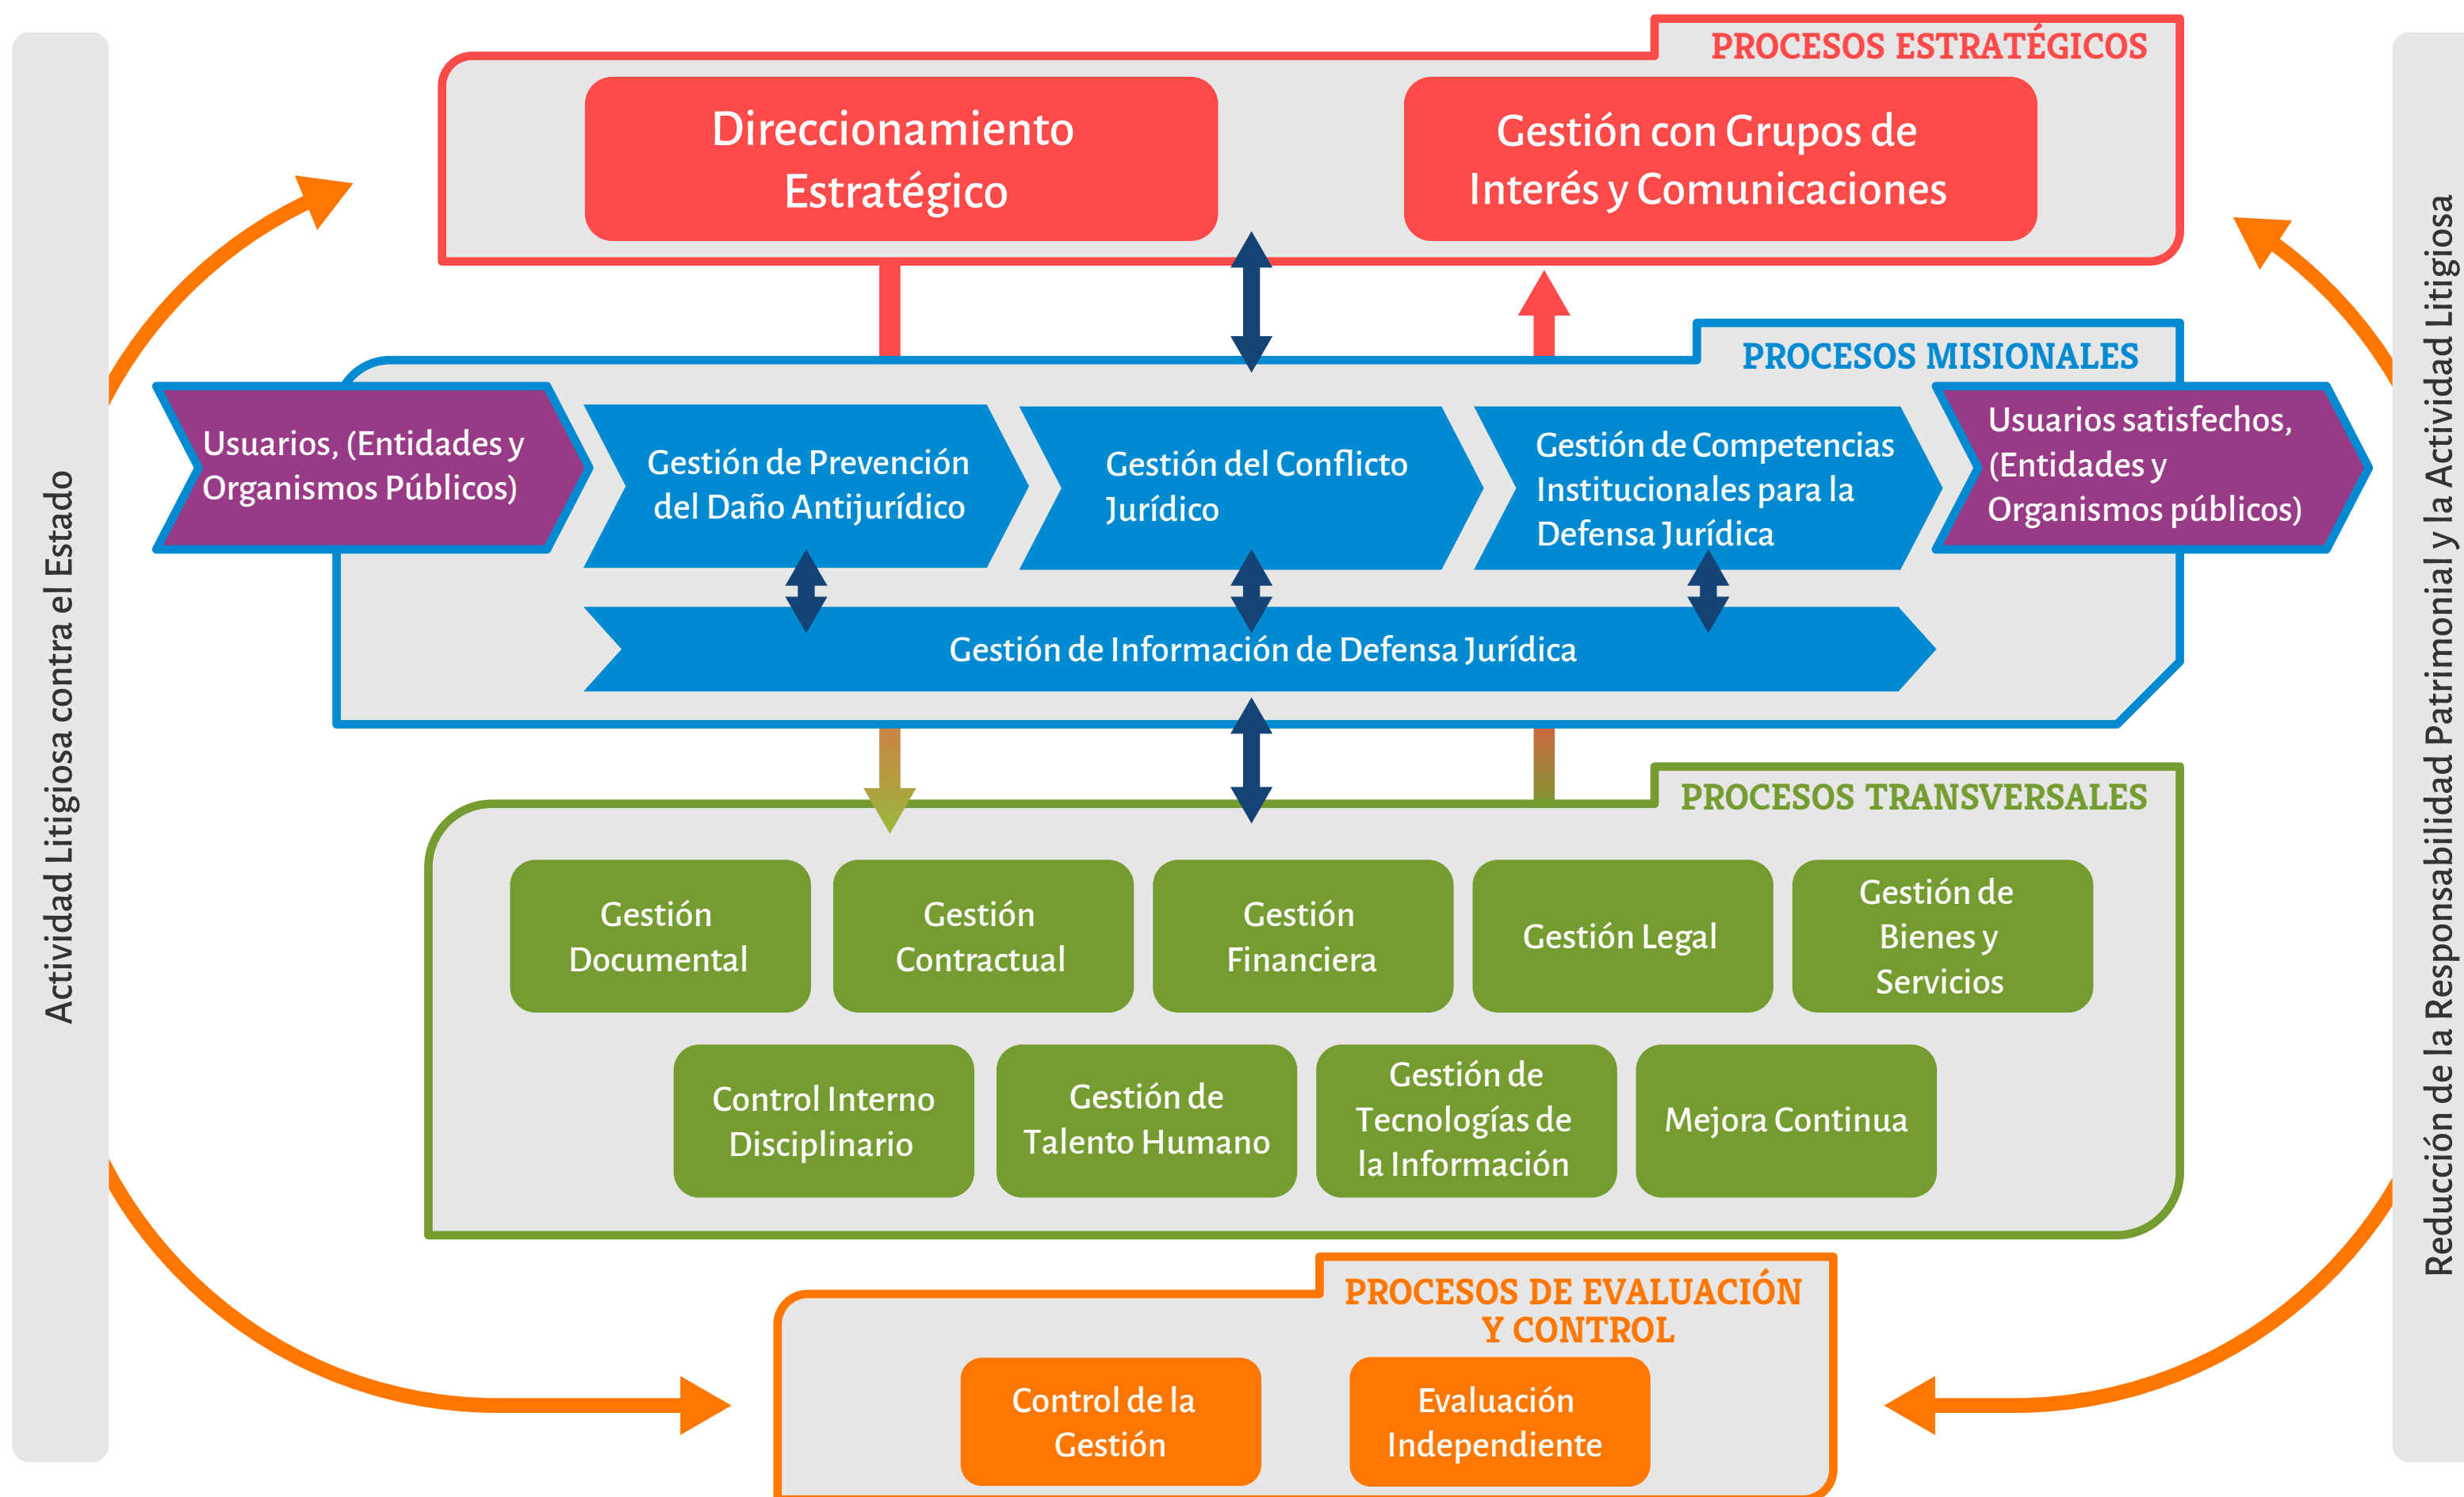 Actividad Litigiosa contra el Estado
PROCESOS ESTRATÉGICOS
Direccionamiento
Estratégico
Gestión con Grupos de
Interés y Comunicaciones
PROCESOS MISIONALES
Usuarios, (Entidades y
Organismos Públicos)
Gestión de Prevención
del Daño Antijurídico
Gestión del Conflicto
Jurídico
Gestión de Competencias
Institucionales para la
Defensa Jurídica
Usuarios satisfechos,
(Entidades y
Organismos públicos)
Gestión de Información de Defensa Jurídica
PROCESOS TRANSVERSALES
Gestión
Documental
Gestión
Contractual
Gestión
Financiera
Gestión Legal
Gestión de
Bienes y
Servicios
Control Interno
Disciplinario
Gestión de
Talento Humano
Gestión de
Tecnologías de
la Información
Mejora Continua
PROCESOS DE EVALUACIÓN
Y CONTROL
Control de la
Gestión
Evaluación
Independiente
Reducción de la Responsabilidad Patrimonial y la Actividad Litigiosa